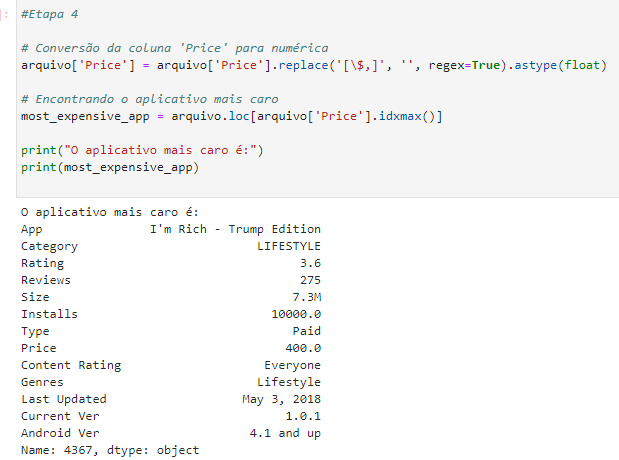 #Etapa 4
# Conversão da coluna 'Price' para numérica
arquivo['Price'] = arquivo['Price'].replace('[\$,]', '', regex=True).astype(float)
# Encontrando o aplicativo mais caro
most_expensive_app = arquivo.loc[arquivo['Price'].idxmax()]
print("O aplicativo mais caro é:")
print(most_expensive_app)
O aplicativo mais caro é:
App I'm Rich - Trump Edition
Category LIFESTYLE
Rating 3.6
Reviews 275
Size 7.3M
Installs 10000.0
Type Paid
Price 400.0
Content Rating Everyone
Genres Lifestyle
Last Updated May 3, 2018
Current Ver 1.0.1
Android Ver 4.1 and up
Name: 4367, dtype: object